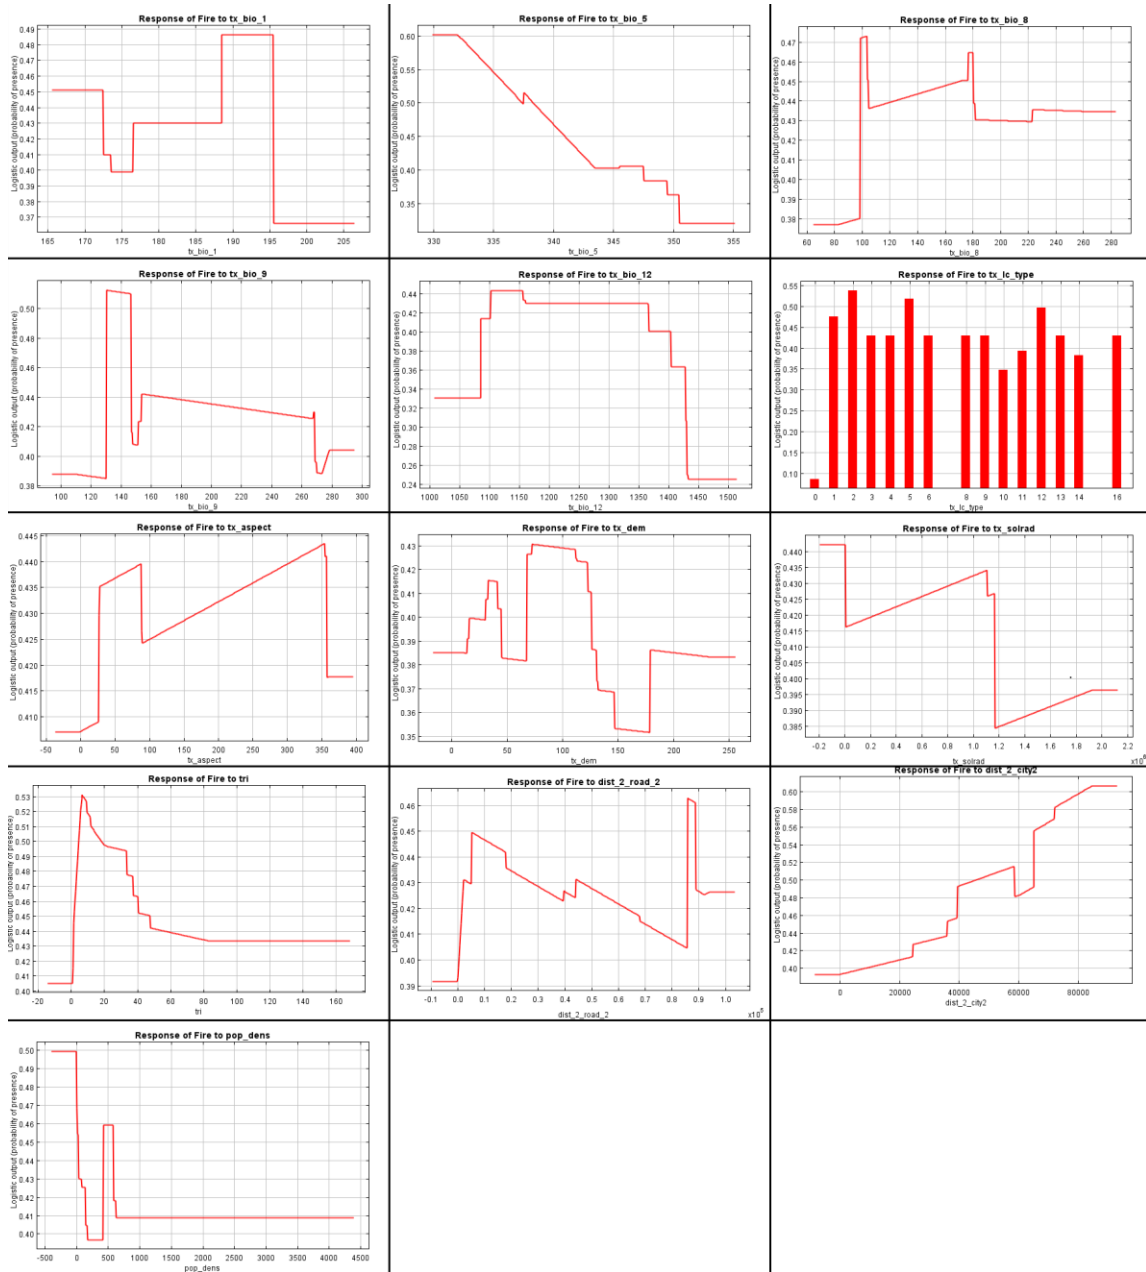 Response of Fire to tx_bio_1
Logistic output (probability of presence)
0.49
0.48
0.47
0.46
0.45
0.44
0.43
0.42
0.41
0.40
0.39
0.38
0.37
165 170 175 180 185 190 195 200 205
tx_bio_1
Response of Fire to tx_bio_5
Logistic output (probability of presence)
0.60
0.55
0.50
0.45
0.40
0.35
330 335 340 345 350 355
tx_bio_5
Response of Fire to tx_bio_8
Logistic output (probability of presence)
0.47
0.46
0.45
0.44
0.43
0.42
0.41
0.40
0.39
0.38
60 80 100 120 140 160 180 200 220 240 260 280
tx_bio_8
Response of Fire to tx_bio_9
Logistic output (probability of presence)
0.50
0.48
0.46
0.44
0.42
0.40
0.38
100 120 140 160 180 200 220 240 260 280 300
tx_bio_9
Response of Fire to tx_bio_12
Logistic output (probability of presence)
0.44
0.42
0.40
0.38
0.36
0.34
0.32
0.30
0.28
0.26
0.24
1000 1050 1100 1150 1200 1250 1300 1350 1400 1450 1500
tx_bio_12
Response of Fire to tx_lc_type
Logistic output (probability of presence)
0.55
0.50
0.45
0.40
0.35
0.30
0.25
0.20
0.15
0.10
0 1 2 3 4 5 6 8 9 10 11 12 13 14 16
tx_lc_type
Response of Fire to tx_aspect
Logistic output (probability of presence)
0.445
0.440
0.435
0.430
0.425
0.420
0.415
0.410
-50 0 50 100 150 200 250 300 350 400
tx_aspect
Response of Fire to tx_dem
Logistic output (probability of presence)
0.43
0.42
0.41
0.40
0.39
0.38
0.37
0.36
0.35
0 50 100 150 200 250
tx_dem
Response of Fire to tx_solrad
Logistic output (probability of presence)
0.440
0.435
0.430
0.425
0.420
0.415
0.410
0.405
0.400
0.395
0.390
0.385
-0.2 0.0 0.2 0.4 0.6 0.8 1.0 1.2 1.4 1.6 1.8 2.0 2.2
tx_solrad
Response of Fire to tri
Logistic output (probability of presence)
0.53
0.52
0.51
0.50
0.49
0.48
0.47
0.46
0.45
0.44
0.43
0.42
0.41
0.40
-20 0 20 40 60 80 100 120 140 160
tri
Response of Fire to dist_2_road_2
Logistic output (probability of presence)
0.46
0.45
0.44
0.43
0.42
0.41
0.40
0.39
-0.1 0.0 0.1 0.2 0.3 0.4 0.5 0.6 0.7 0.8 0.9 1.0
dist_2_road_2
Response of Fire to dist_2_city2
Logistic output (probability of presence)
0.60
0.58
0.56
0.54
0.52
0.50
0.48
0.46
0.44
0.42
0.40
0 20000 40000 60000 80000
dist_2_city2
Response of Fire to pop_dens
Logistic output (probability of presence)
0.50
0.49
0.48
0.47
0.46
0.45
0.44
0.43
0.42
0.41
0.40
-500 0 500 1000 1500 2000 2500 3000 3500 4000 4500
pop_dens